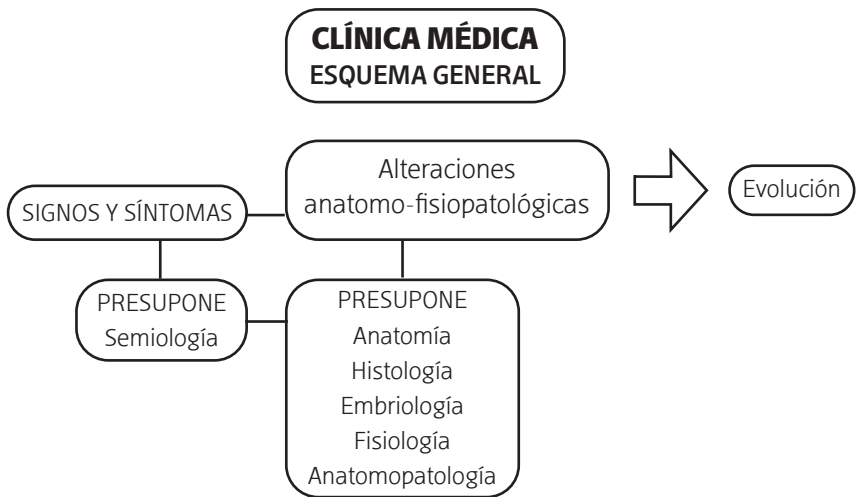 CLÍNICA MÉDICA
ESQUEMA GENERAL
Alteraciones
anatomo-fisiopatológicas
Evolución
SIGNOS Y SÍNTOMAS
PRESUPONE
Semiología
PRESUPONE
Anatomía
Histología
Embriología
Fisiología
Anatomopatología